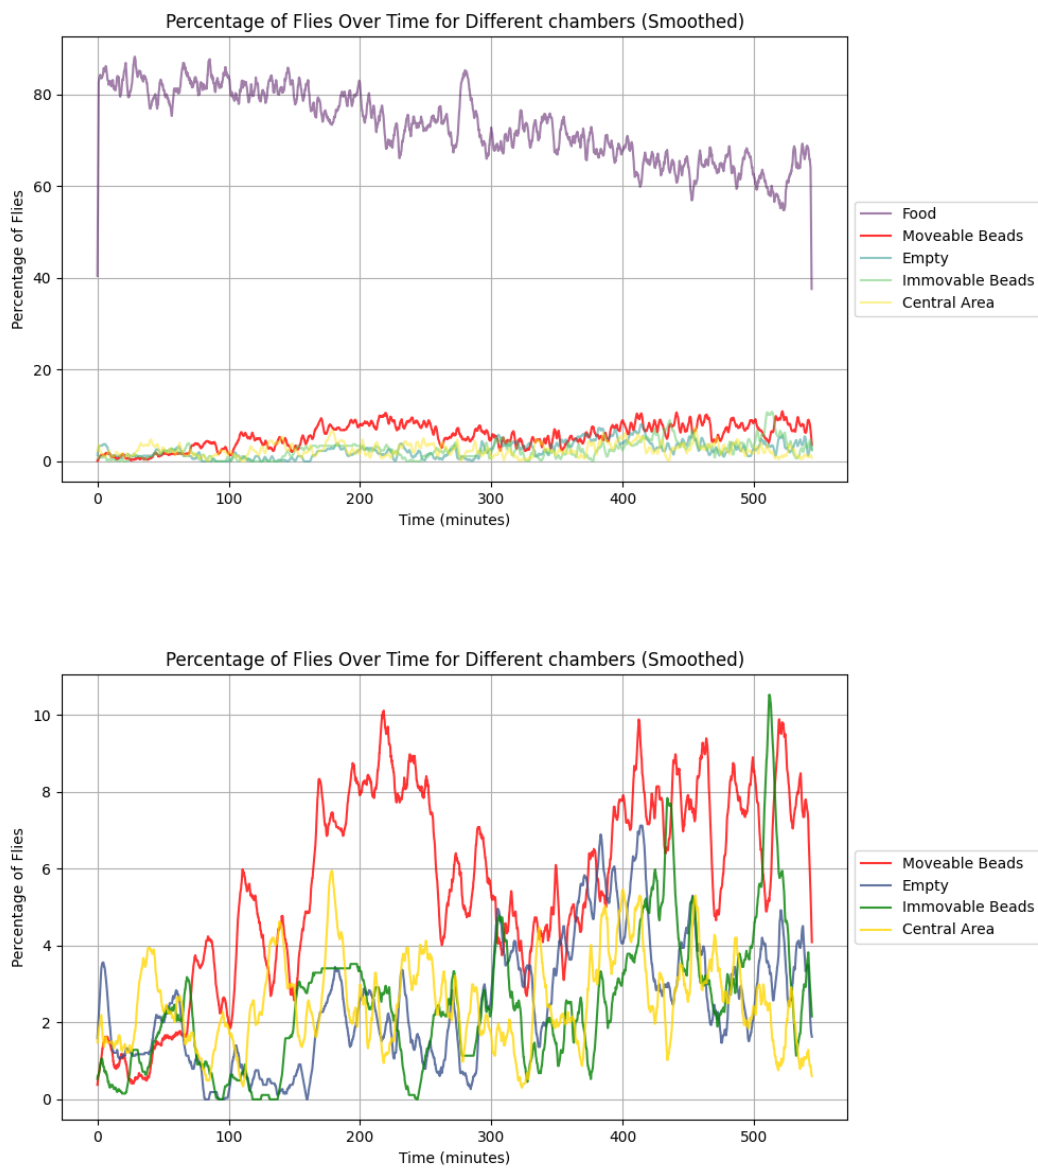 Percentage of Flies Over Time for Different chambers (Smoothed)
Percentage of Flies
80
60
40
20
0
0 100 200 300 400 500
Time (minutes)
Food
Moveable Beads
Empty
Immovable Beads
Central Area
Percentage of Flies Over Time for Different chambers (Smoothed)
Percentage of Flies
10
8
6
4
2
0
0 100 200 300 400 500
Time (minutes)
Moveable Beads
Empty
Immovable Beads
Central Area